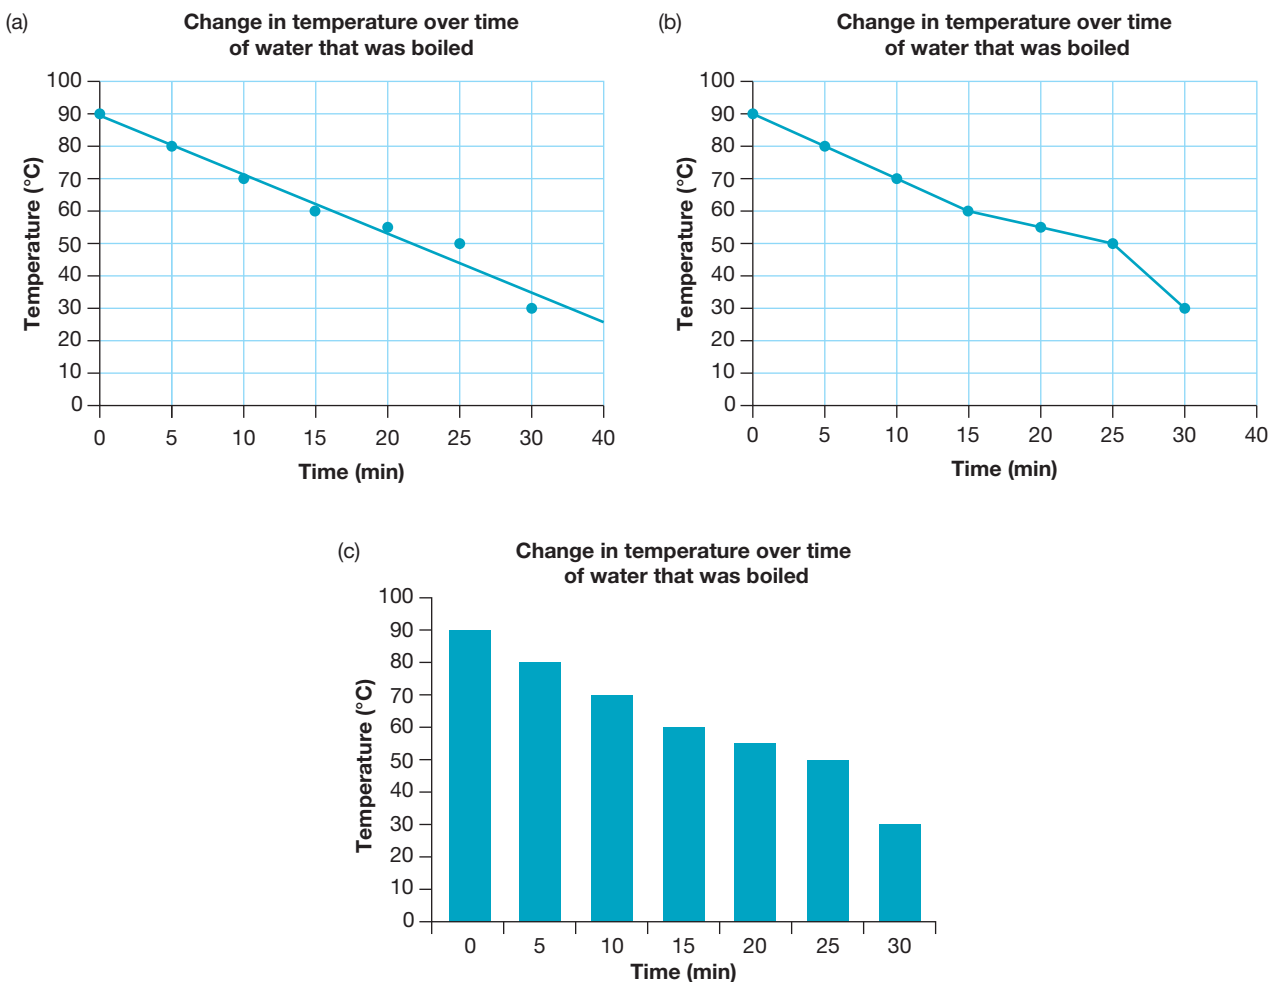 (a)
Change in temperature over time
of water that was boiled
100
90
80
70
60
50
40
30
20
10
0
Temperature (°C)
0 5 10 15 20 25 30 40
Time (min)
(b)
Change in temperature over time
of water that was boiled
100
90
80
70
60
50
40
30
20
10
0
Temperature (°C)
0 5 10 15 20 25 30 40
Time (min)
(c)
Change in temperature over time
of water that was boiled
100
90
80
70
60
50
40
30
20
10
0
Temperature (°C)
0 5 10 15 20 25 30
Time (min)